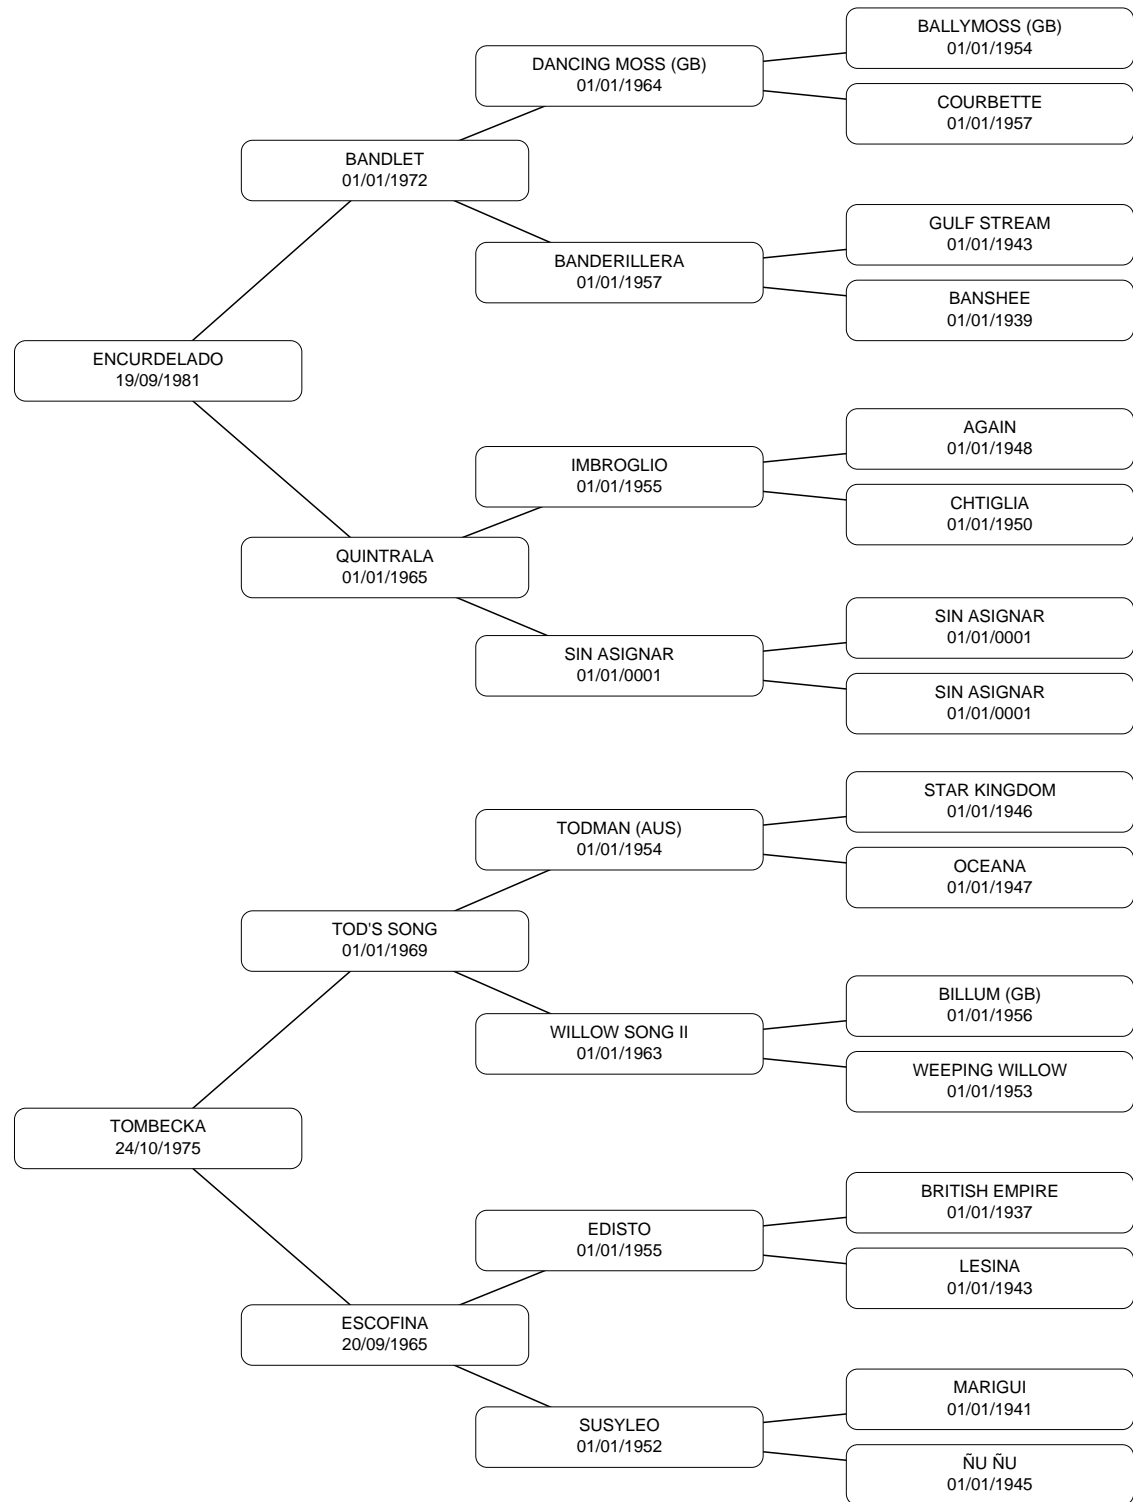 BALLYMOSS (GB)
01/01/1954
DANCING MOSS (GB)
01/01/1964
COURBETTE
01/01/1957
BANDLET
01/01/1972
GULF STREAM
01/01/1943
BANDERILLERA
01/01/1957
BANSHEE
01/01/1939
ENCURDELADO
19/09/1981
AGAIN
01/01/1948
IMBROGLIO
01/01/1955
CHTIGLIA
01/01/1950
QUINTRALA
01/01/1965
SIN ASIGNAR
01/01/0001
SIN ASIGNAR
01/01/0001
SIN ASIGNAR
01/01/0001
STAR KINGDOM
01/01/1946
TODMAN (AUS)
01/01/1954
OCEANA
01/01/1947
TOD'S SONG
01/01/1969
BILLUM (GB)
01/01/1956
WILLOW SONG II
01/01/1963
WEEPING WILLOW
01/01/1953
TOMBECKA
24/10/1975
BRITISH EMPIRE
01/01/1937
EDISTO
01/01/1955
LESINA
01/01/1943
ESCOFINA
20/09/1965
MARIGUI
01/01/1941
SUSYLEO
01/01/1952
ÑU ÑU
01/01/1945